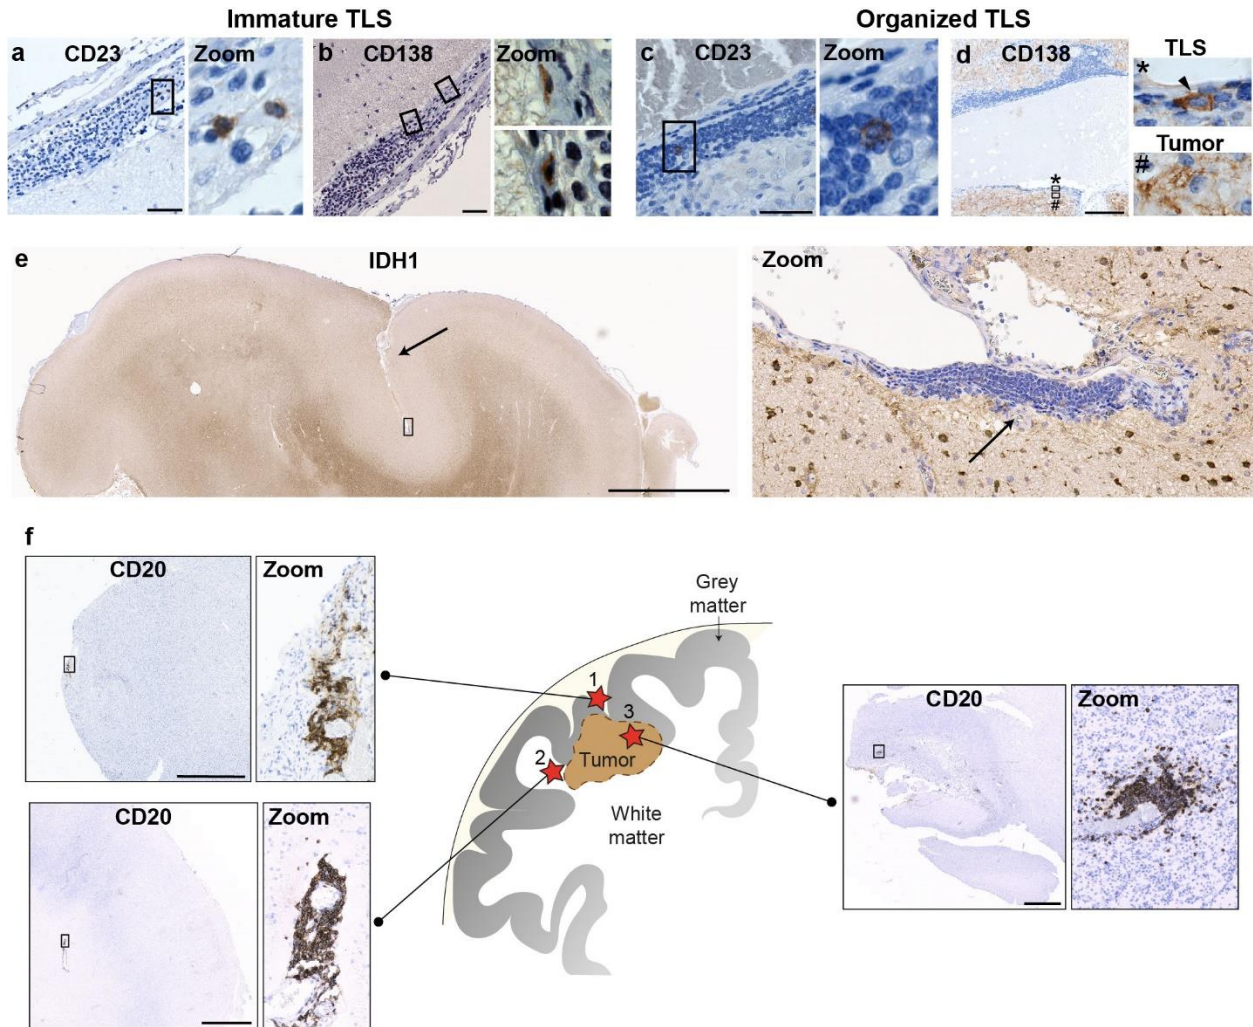 Immature TLS
Organized TLS
a
CD23
Zoom
b
CD138
Zoom
c
CD23
Zoom
d
CD138
TLS
*
Tumor
#
*
#
e
IDH1
Zoom
f
CD20
Zoom
Grey
matter
1
3
2
Tumor
White
matter
CD20
Zoom
CD20
Zoom